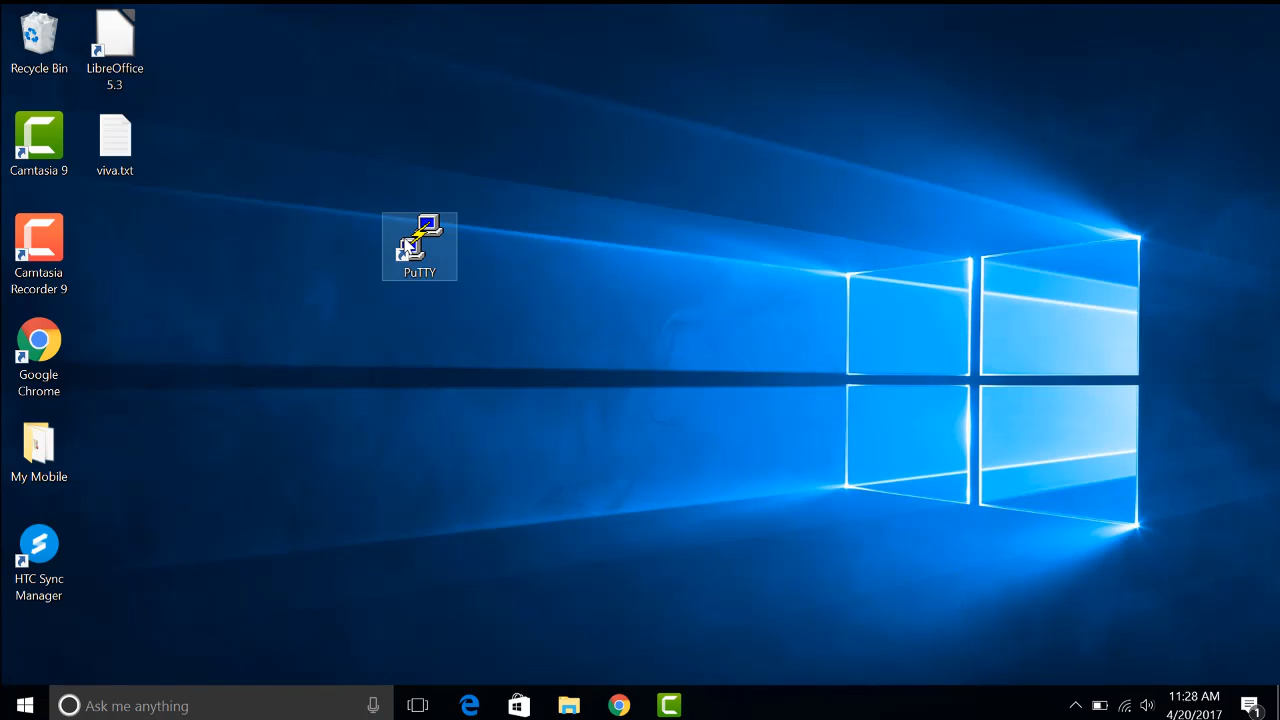 Recycle Bin
LibreOffice
5.3
Camtasia 9
viva.txt
Camtasia
Recorder 9
PuTTY
Google
Chrome
My Mobile
HTC Sync
Manager
Ask me anything
11:28 AM
4/20/2017
1